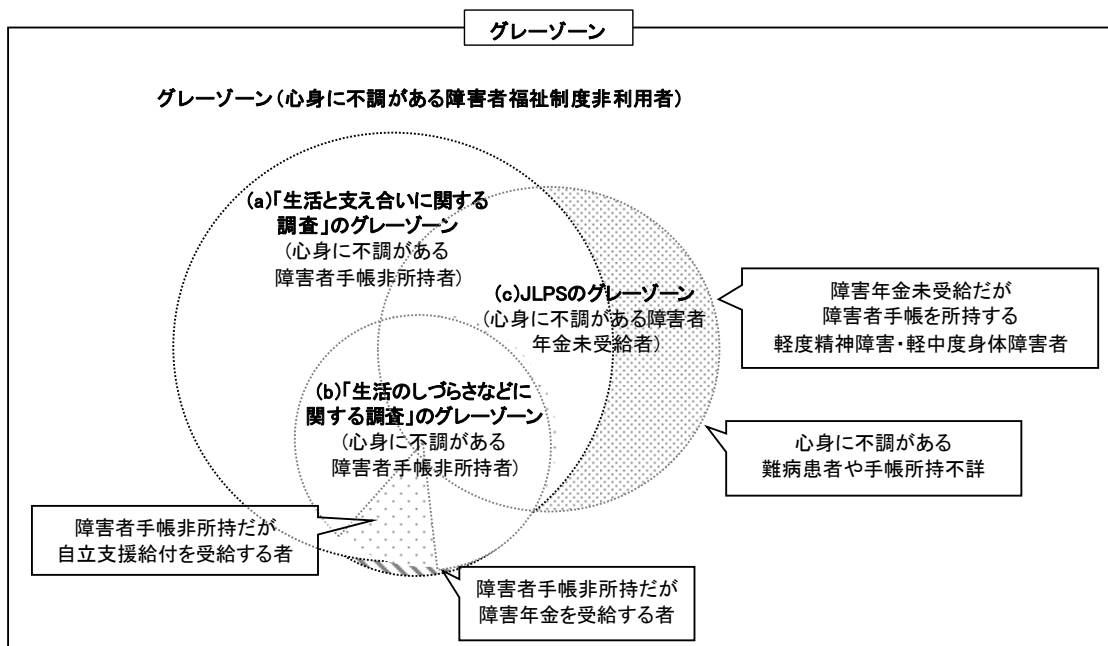 グレーゾーン
グレーゾーン(心身に不調がある障害者福祉制度非利用者)
(a)「生活と支え合いに関する
調査」のグレーゾーン
(心身に不調がある
障害者手帳非所持者)
(c)JLPSのグレーゾーン
(心身に不調がある障害者
年金未受給者)
障害年金未受給だが
障害者手帳を所持する
軽度精神障害・軽中度身体障害者
(b)「生活のしづらさなどに
関する調査」のグレーゾーン
(心身に不調がある
障害者手帳非所持者)
心身に不調がある
難病患者や手帳所持不詳
障害者手帳非所持だが
自立支援給付を受給する者
障害者手帳非所持だが
障害年金を受給する者